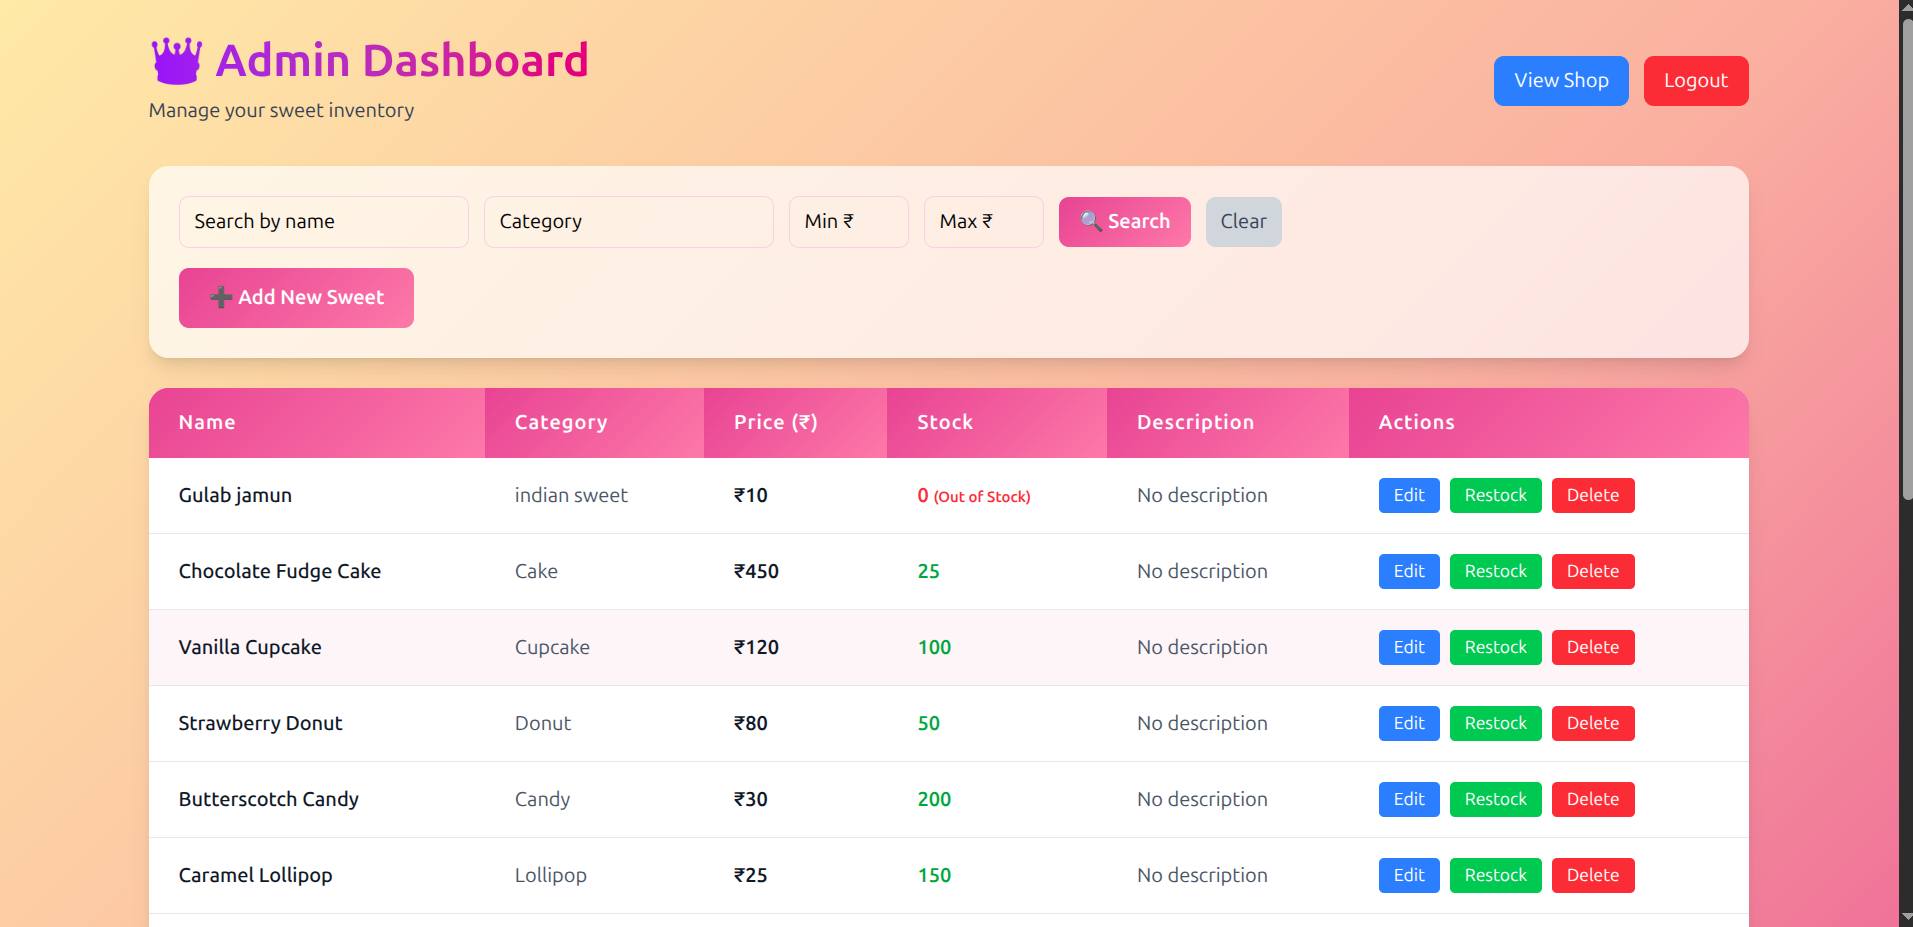 Admin Dashboard
Manage your sweet inventory
View Shop
Logout
Search by name
Category
Min ₹
Max ₹
🔍 Search
Clear
➕ Add New Sweet
Name Category Price (₹) Stock Description Actions
Gulab jamun indian sweet ₹10 0 (Out of Stock) No description Edit Restock Delete
Chocolate Fudge Cake Cake ₹450 25 No description Edit Restock Delete
Vanilla Cupcake Cupcake ₹120 100 No description Edit Restock Delete
Strawberry Donut Donut ₹80 50 No description Edit Restock Delete
Butterscotch Candy Candy ₹30 200 No description Edit Restock Delete
Caramel Lollipop Lollipop ₹25 150 No description Edit Restock Delete